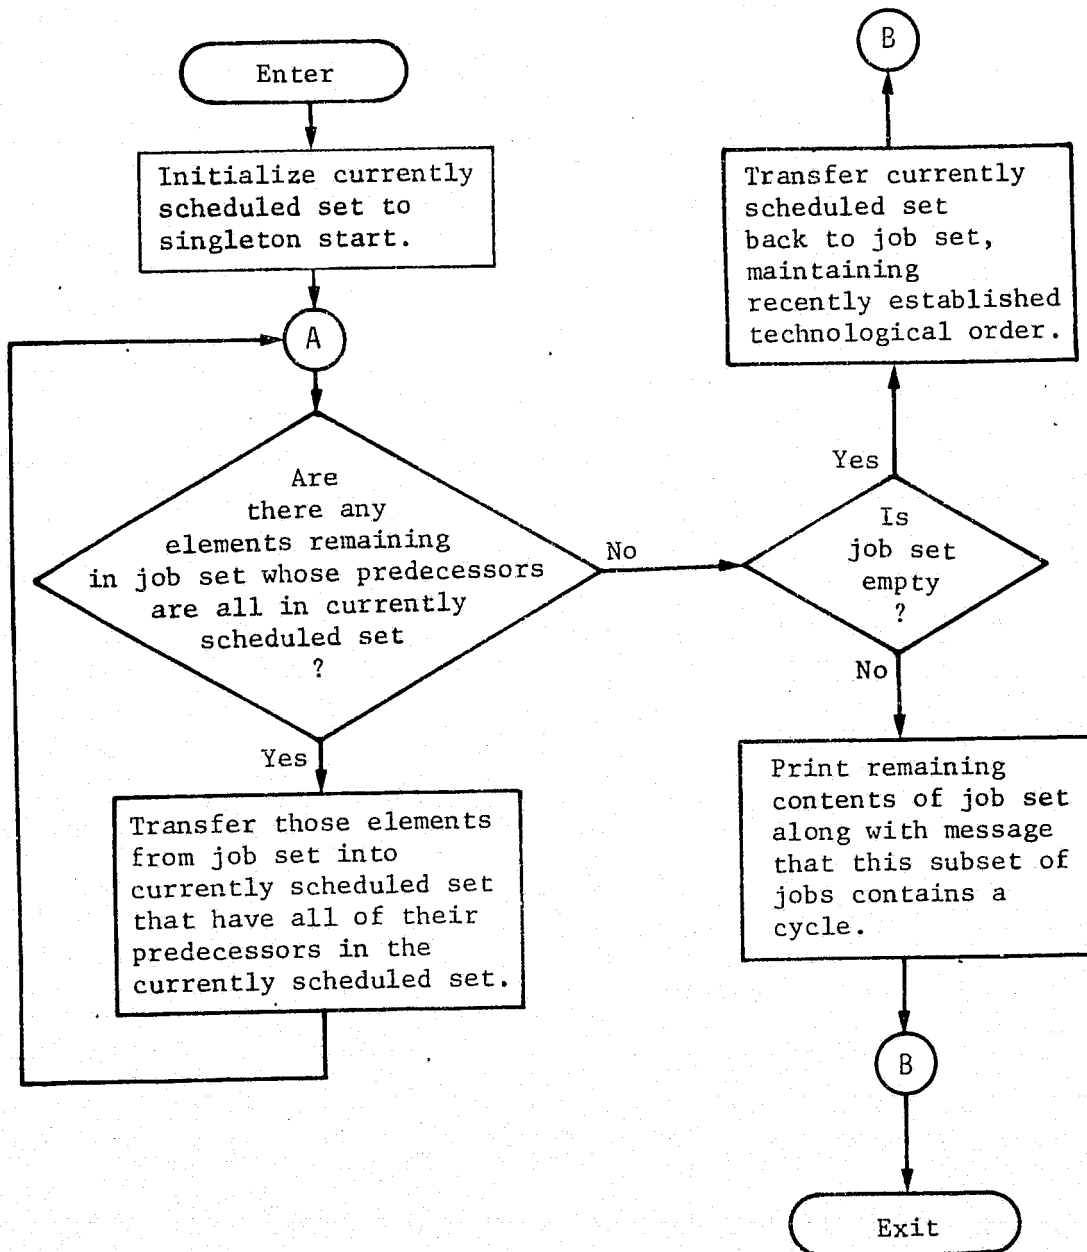 Enter
Initialize currently
scheduled set to
singleton start.
A
Are
there any
elements remaining
in job set whose predecessors
are all in currently
scheduled set
?
Yes
Transfer those elements
from job set into
currently scheduled set
that have all of their
predecessors in the
currently scheduled set.
No
B
Transfer currently
scheduled set
back to job set,
maintaining
recently established
technological order.
Yes
Is
job set
empty
?
No
Print remaining
contents of job set
along with message
that this subset of
jobs contains a
cycle.
B
Exit